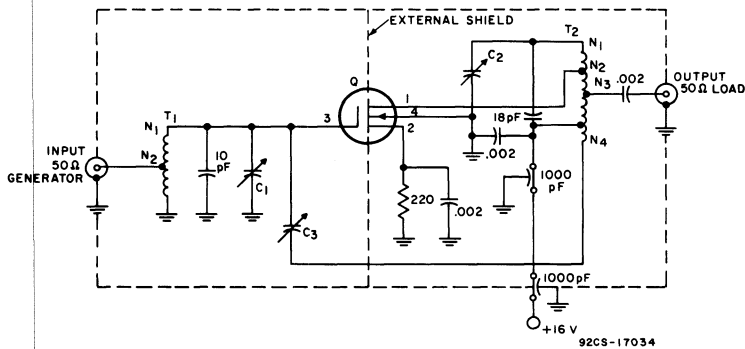 EXTERNAL SHIELD
T2
N1
C2
N2
Q
N3
.002
OUTPUT
50Ω LOAD
1
4
2
18pF
3
T1
N1
.002
N4
INPUT
50Ω
GENERATOR
N2
10
pF
C1
1000
pF
220
.002
C3
1000pF
+16 V
92CS-17034